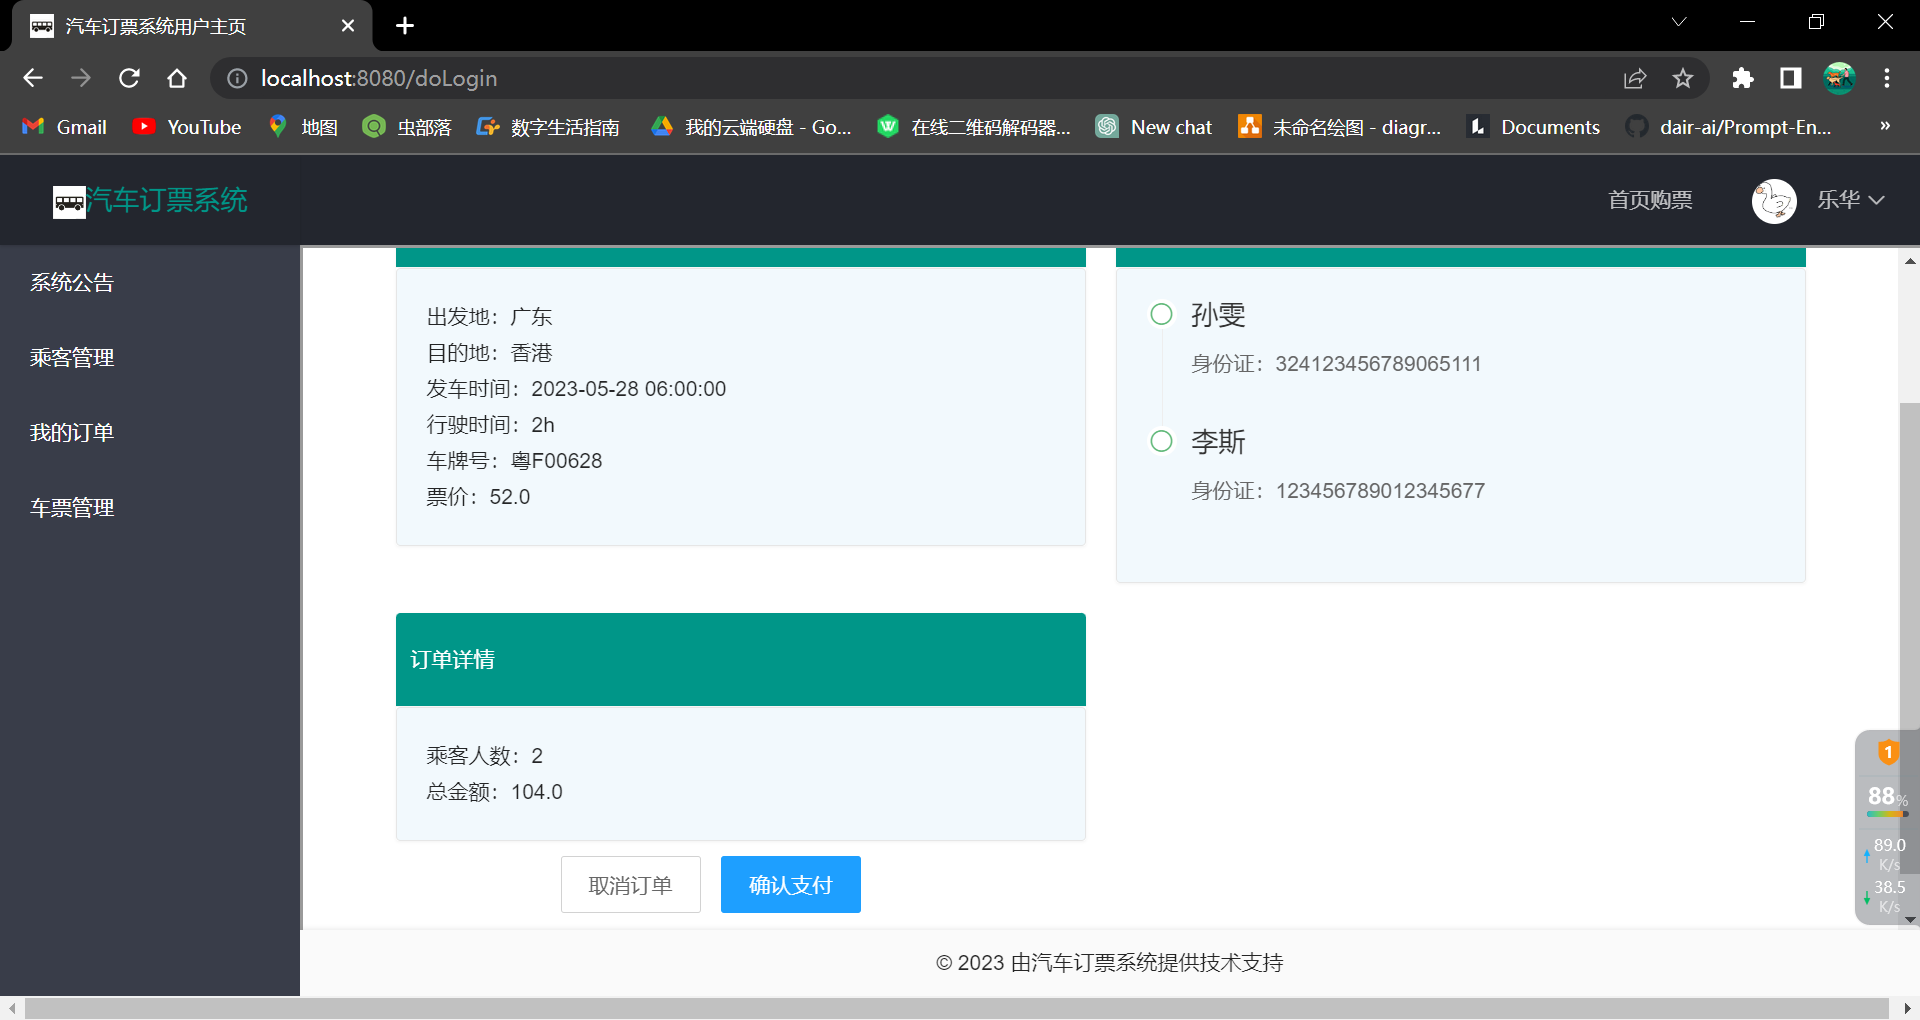 汽车订票系统用户主页
localhost:8080/doLogin
Gmail
YouTube
地图
虫部落
数字生活指南
我的云端硬盘 - Go...
在线二维码解码器...
New chat
未命名绘图 - diagr...
Documents
dair-ai/Prompt-En...
»
汽车订票系统
首页购票
乐华
系统公告
乘客管理
我的订单
车票管理
出发地：广东
目的地：香港
发车时间：2023-05-28 06:00:00
行驶时间：2h
车牌号：粤F00628
票价：52.0
孙雯
身份证：324123456789065111
李斯
身份证：123456789012345677
订单详情
乘客人数：2
总金额：104.0
取消订单
确认支付
1
88%
89.0
K/s
38.5
K/s
© 2023 由汽车订票系统提供技术支持